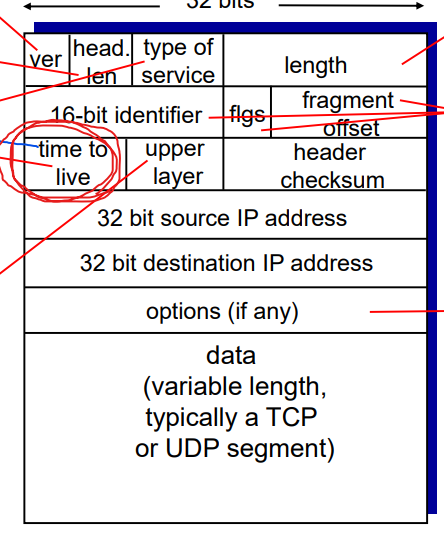 32 bits
ver
head. len
type of service
length
16-bit identifier
flgs
fragment offset
time to live
upper layer
header checksum
32 bit source IP address
32 bit destination IP address
options (if any)
data
(variable length,
typically a TCP
or UDP segment)